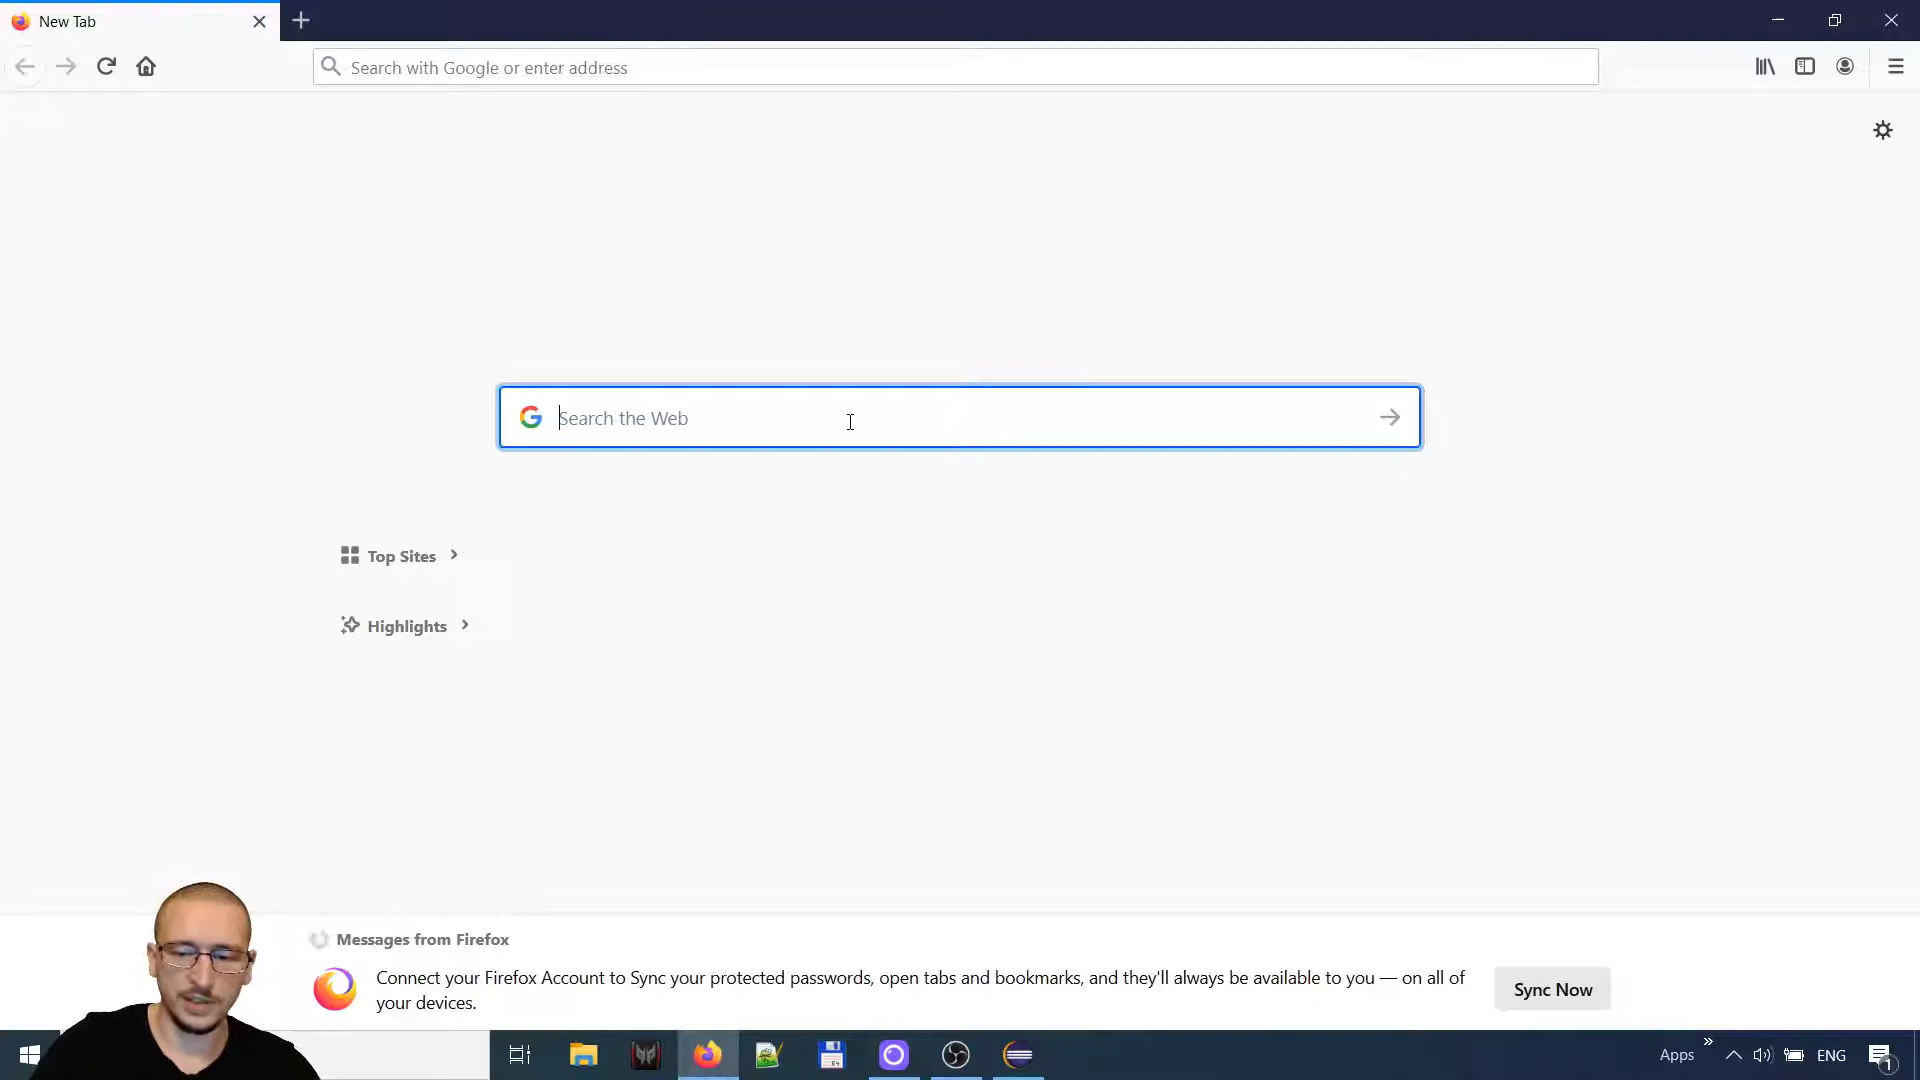 New Tab
Search with Google or enter address
Search the Web
Top Sites
Highlights
Messages from Firefox
Connect your Firefox Account to Sync your protected passwords, open tabs and bookmarks, and they'll always be available to you — on all of
your devices.
Sync Now
64
Apps
ENG
1